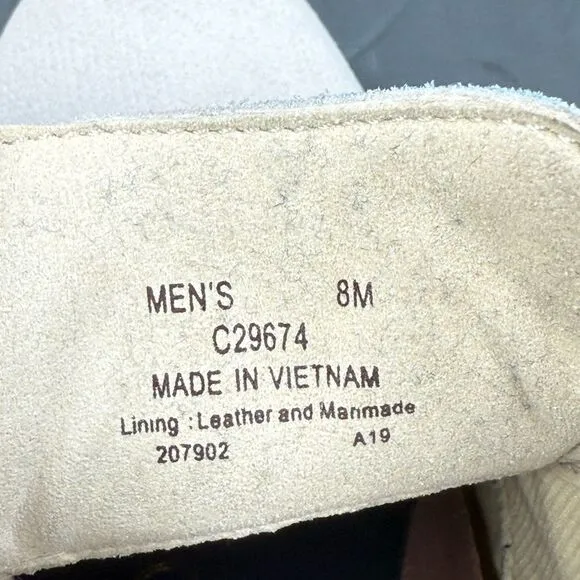 MEN'S 8M
C29674
MADE IN VIETNAM
Lining : Leather and Manmade
207902 A19